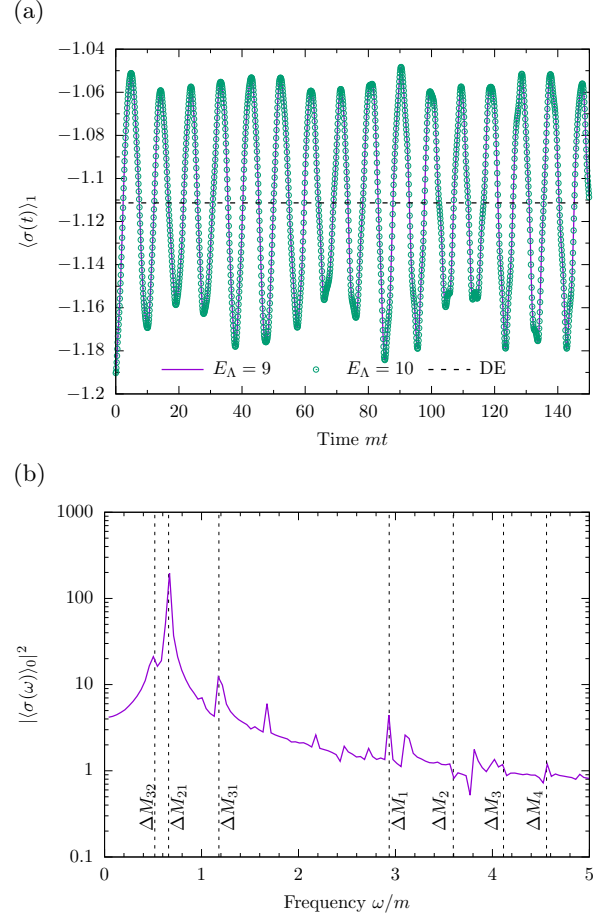 (a)
−1.04
−1.06
−1.08
−1.1
−1.12
−1.14
−1.16
−1.18
−1.2
⟨σ(t)⟩₁
E_Λ = 9
E_Λ = 10
DE
0 20 40 60 80 100 120 140
Time mt
(b)
1000
100
10
1
0.1
|⟨σ(ω)⟩₀|²
ΔM₃₂
ΔM₂₁
ΔM₃₁
ΔM₁
ΔM₂
ΔM₃
ΔM₄
0 1 2 3 4 5
Frequency ω/m